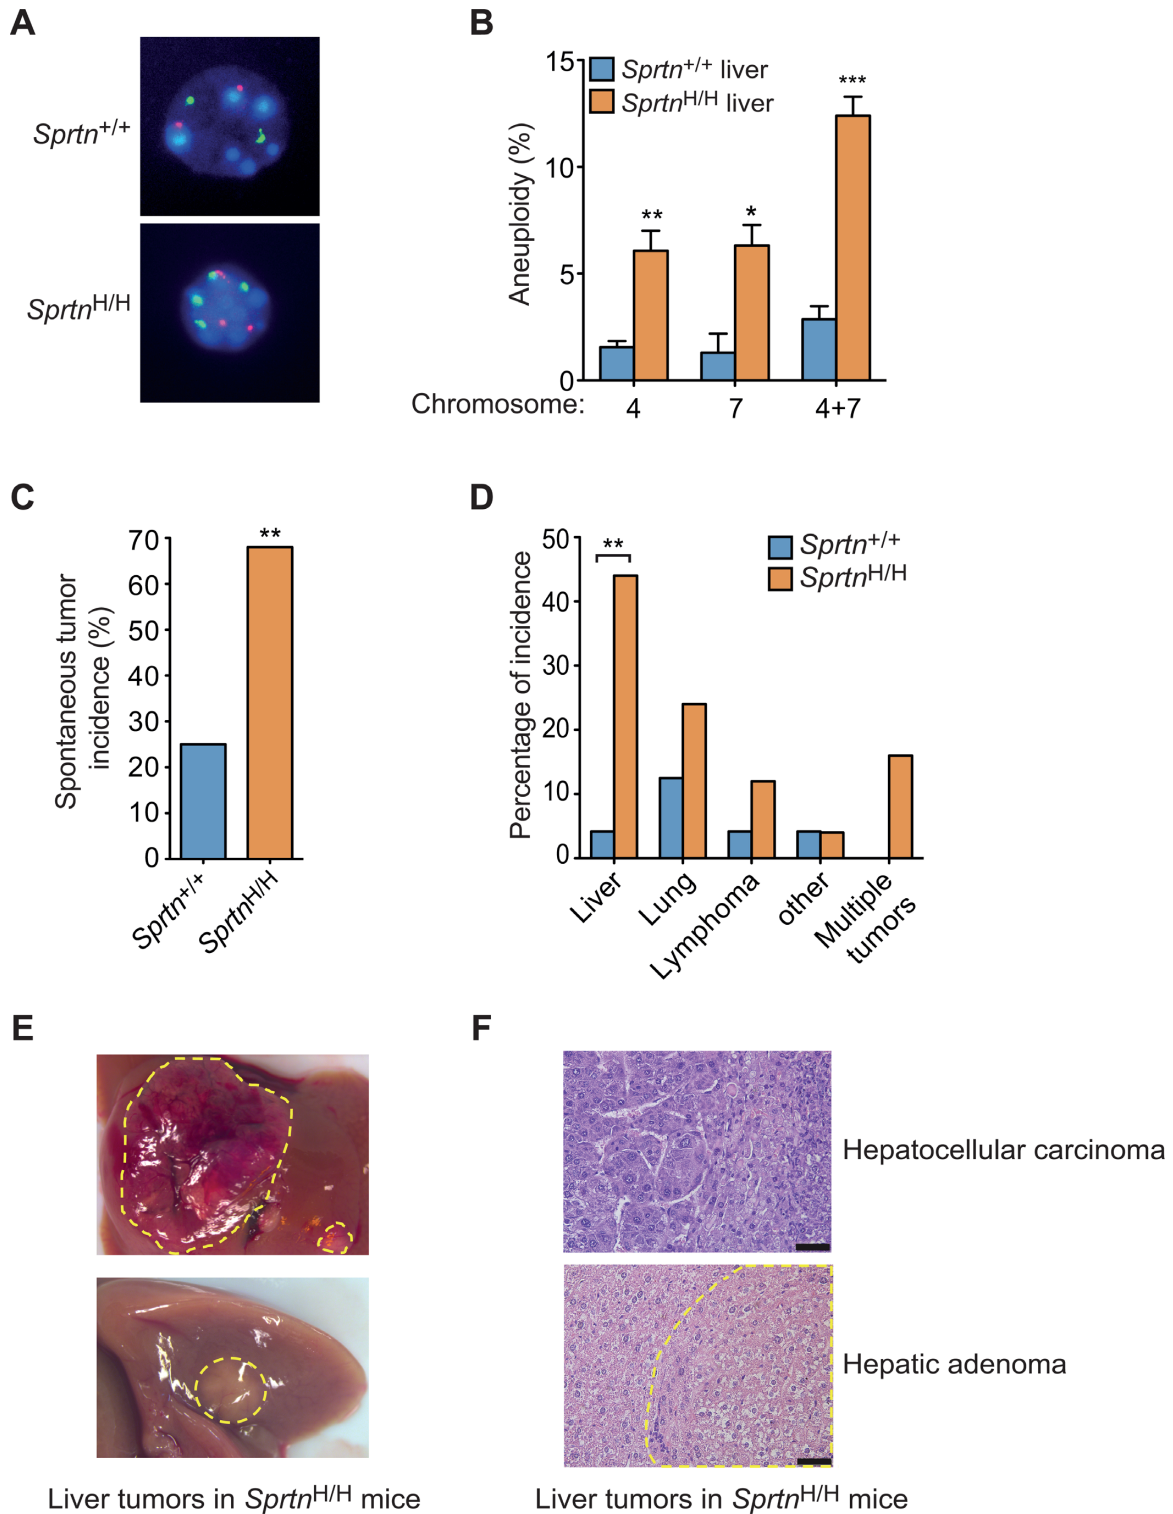 A
Sprtn+/+
SprtnH/H
B
15
10
5
0
Aneuploidy (%)
Sprtn+/+ liver
SprtnH/H liver
**
*
***
Chromosome: 4 7 4+7
C
Spontaneous tumor
incidence (%)
70
60
50
40
30
20
10
0
**
Sprtn+/+
SprtnH/H
D
Percentage of incidence
50
40
30
20
10
0
**
Sprtn+/+
SprtnH/H
Liver
Lung
Lymphoma
other
Multiple
tumors
E
Liver tumors in SprtnH/H mice
F
Hepatocellular carcinoma
Hepatic adenoma
Liver tumors in SprtnH/H mice